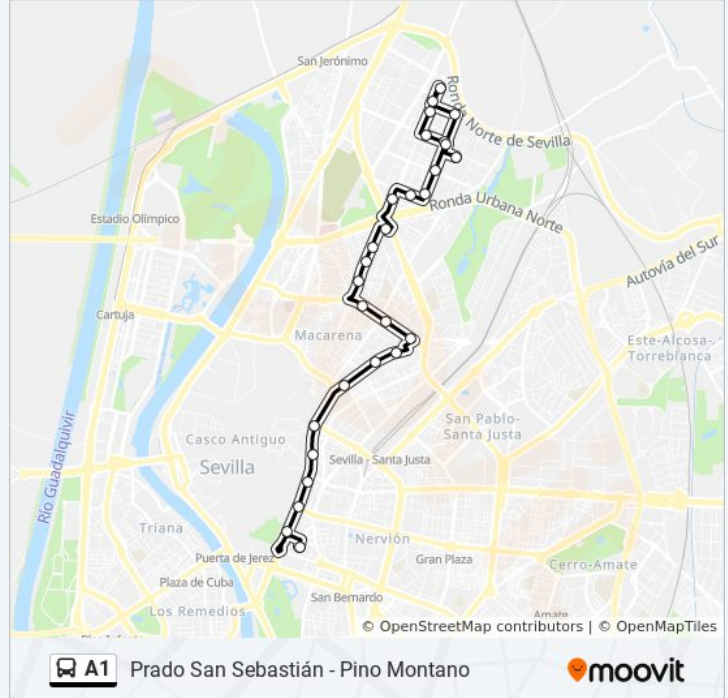 San Jerónimo
Ronda Norte de Sevilla
Ronda Urbana Norte
Estadio Olímpico
Autovía del Sur
Cartuja
Macarena
Este-Alcosa-
Torreblanca
San Pablo-
Santa Justa
Casco Antiguo
Sevilla - Santa Justa
Sevilla
Río Guadalquivir
Triana
Nervión
Puerta de Jerez
Gran Plaza
Cerro-Amate
Plaza de Cuba
San Bernardo
Los Remedios
Amate
© OpenStreetMap contributors | © OpenMapTiles
A1 Prado San Sebastián - Pino Montano
moovit